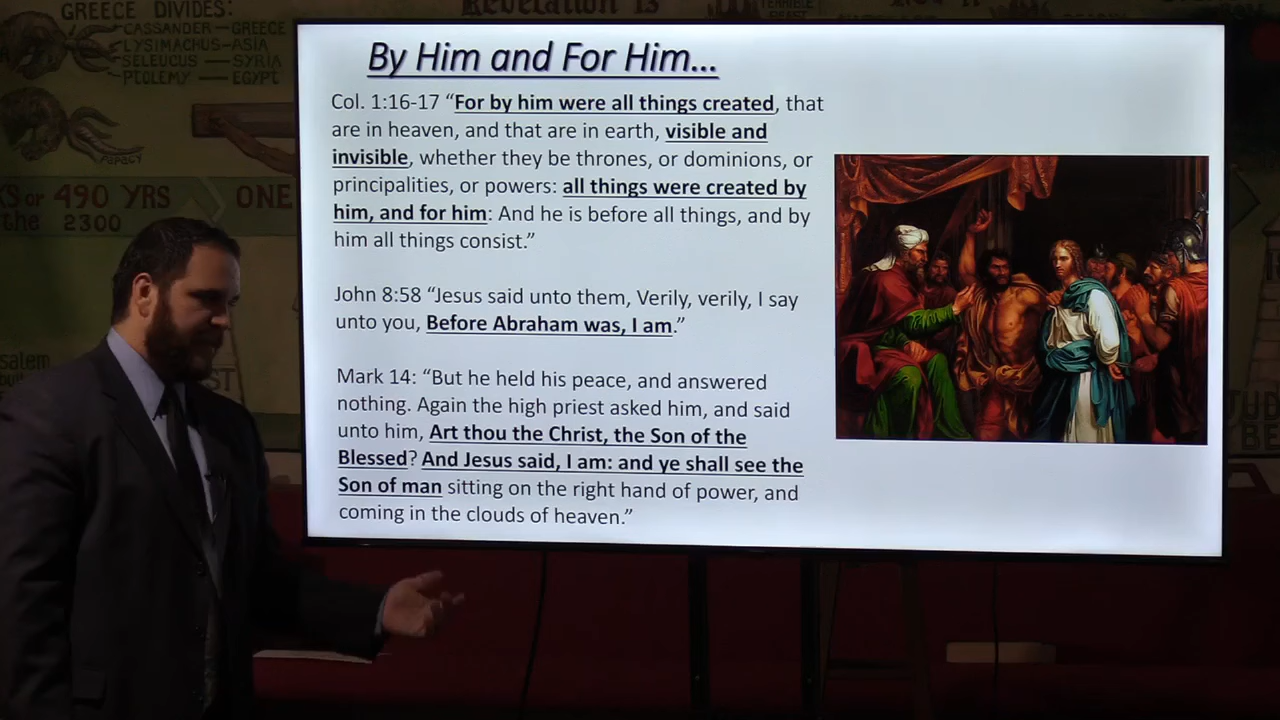 GREECE DIVIDES:
CASSANDER-GREECE
LYSIMACHUS-ASIA
SELEUCUS — SYRIA
PTOLEMY — EGYPT
PAPACY
OR 490 YRS
ONE
the 2300
Revelation is
By Him and For Him...
Col. 1:16-17 “For by him were all things created, that
are in heaven, and that are in earth, visible and
invisible, whether they be thrones, or dominions, or
principalities, or powers: all things were created by
him, and for him: And he is before all things, and by
him all things consist.”
John 8:58 “Jesus said unto them, Verily, verily, I say
unto you, Before Abraham was, I am.”
Mark 14: “But he held his peace, and answered
nothing. Again the high priest asked him, and said
unto him, Art thou the Christ, the Son of the
Blessed? And Jesus said, I am: and ye shall see the
Son of man sitting on the right hand of power, and
coming in the clouds of heaven.”